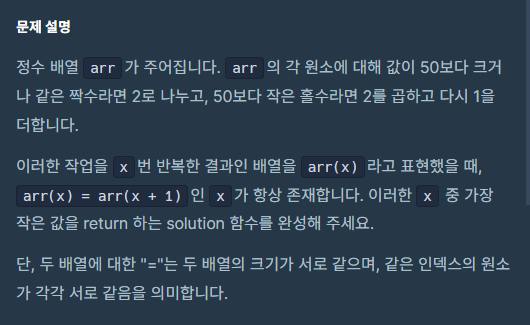 문제 설명
정수 배열 arr가 주어집니다. arr의 각 원소에 대해 값이 50보다 크거
나 같은 짝수라면 2로 나누고, 50보다 작은 홀수라면 2를 곱하고 다시 1을
더합니다.
이러한 작업을 x번 반복한 결과인 배열을 arr(x)라고 표현했을 때,
arr(x) = arr(x + 1)인 x가 항상 존재합니다. 이러한 x 중 가장
작은 값을 return 하는 solution 함수를 완성해 주세요.
단, 두 배열에 대한 "="는 두 배열의 크기가 서로 같으며, 같은 인덱스의 원소
가 각각 서로 같음을 의미합니다.